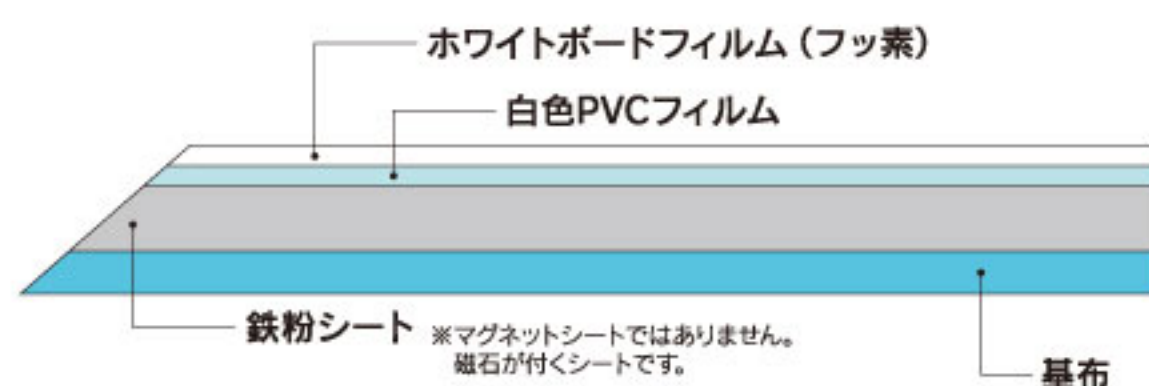 ホワイトボードフィルム（フッ素）
白色PVCフィルム
鉄粉シート ※マグネットシートではありません。
磁石が付くシートです。
基布